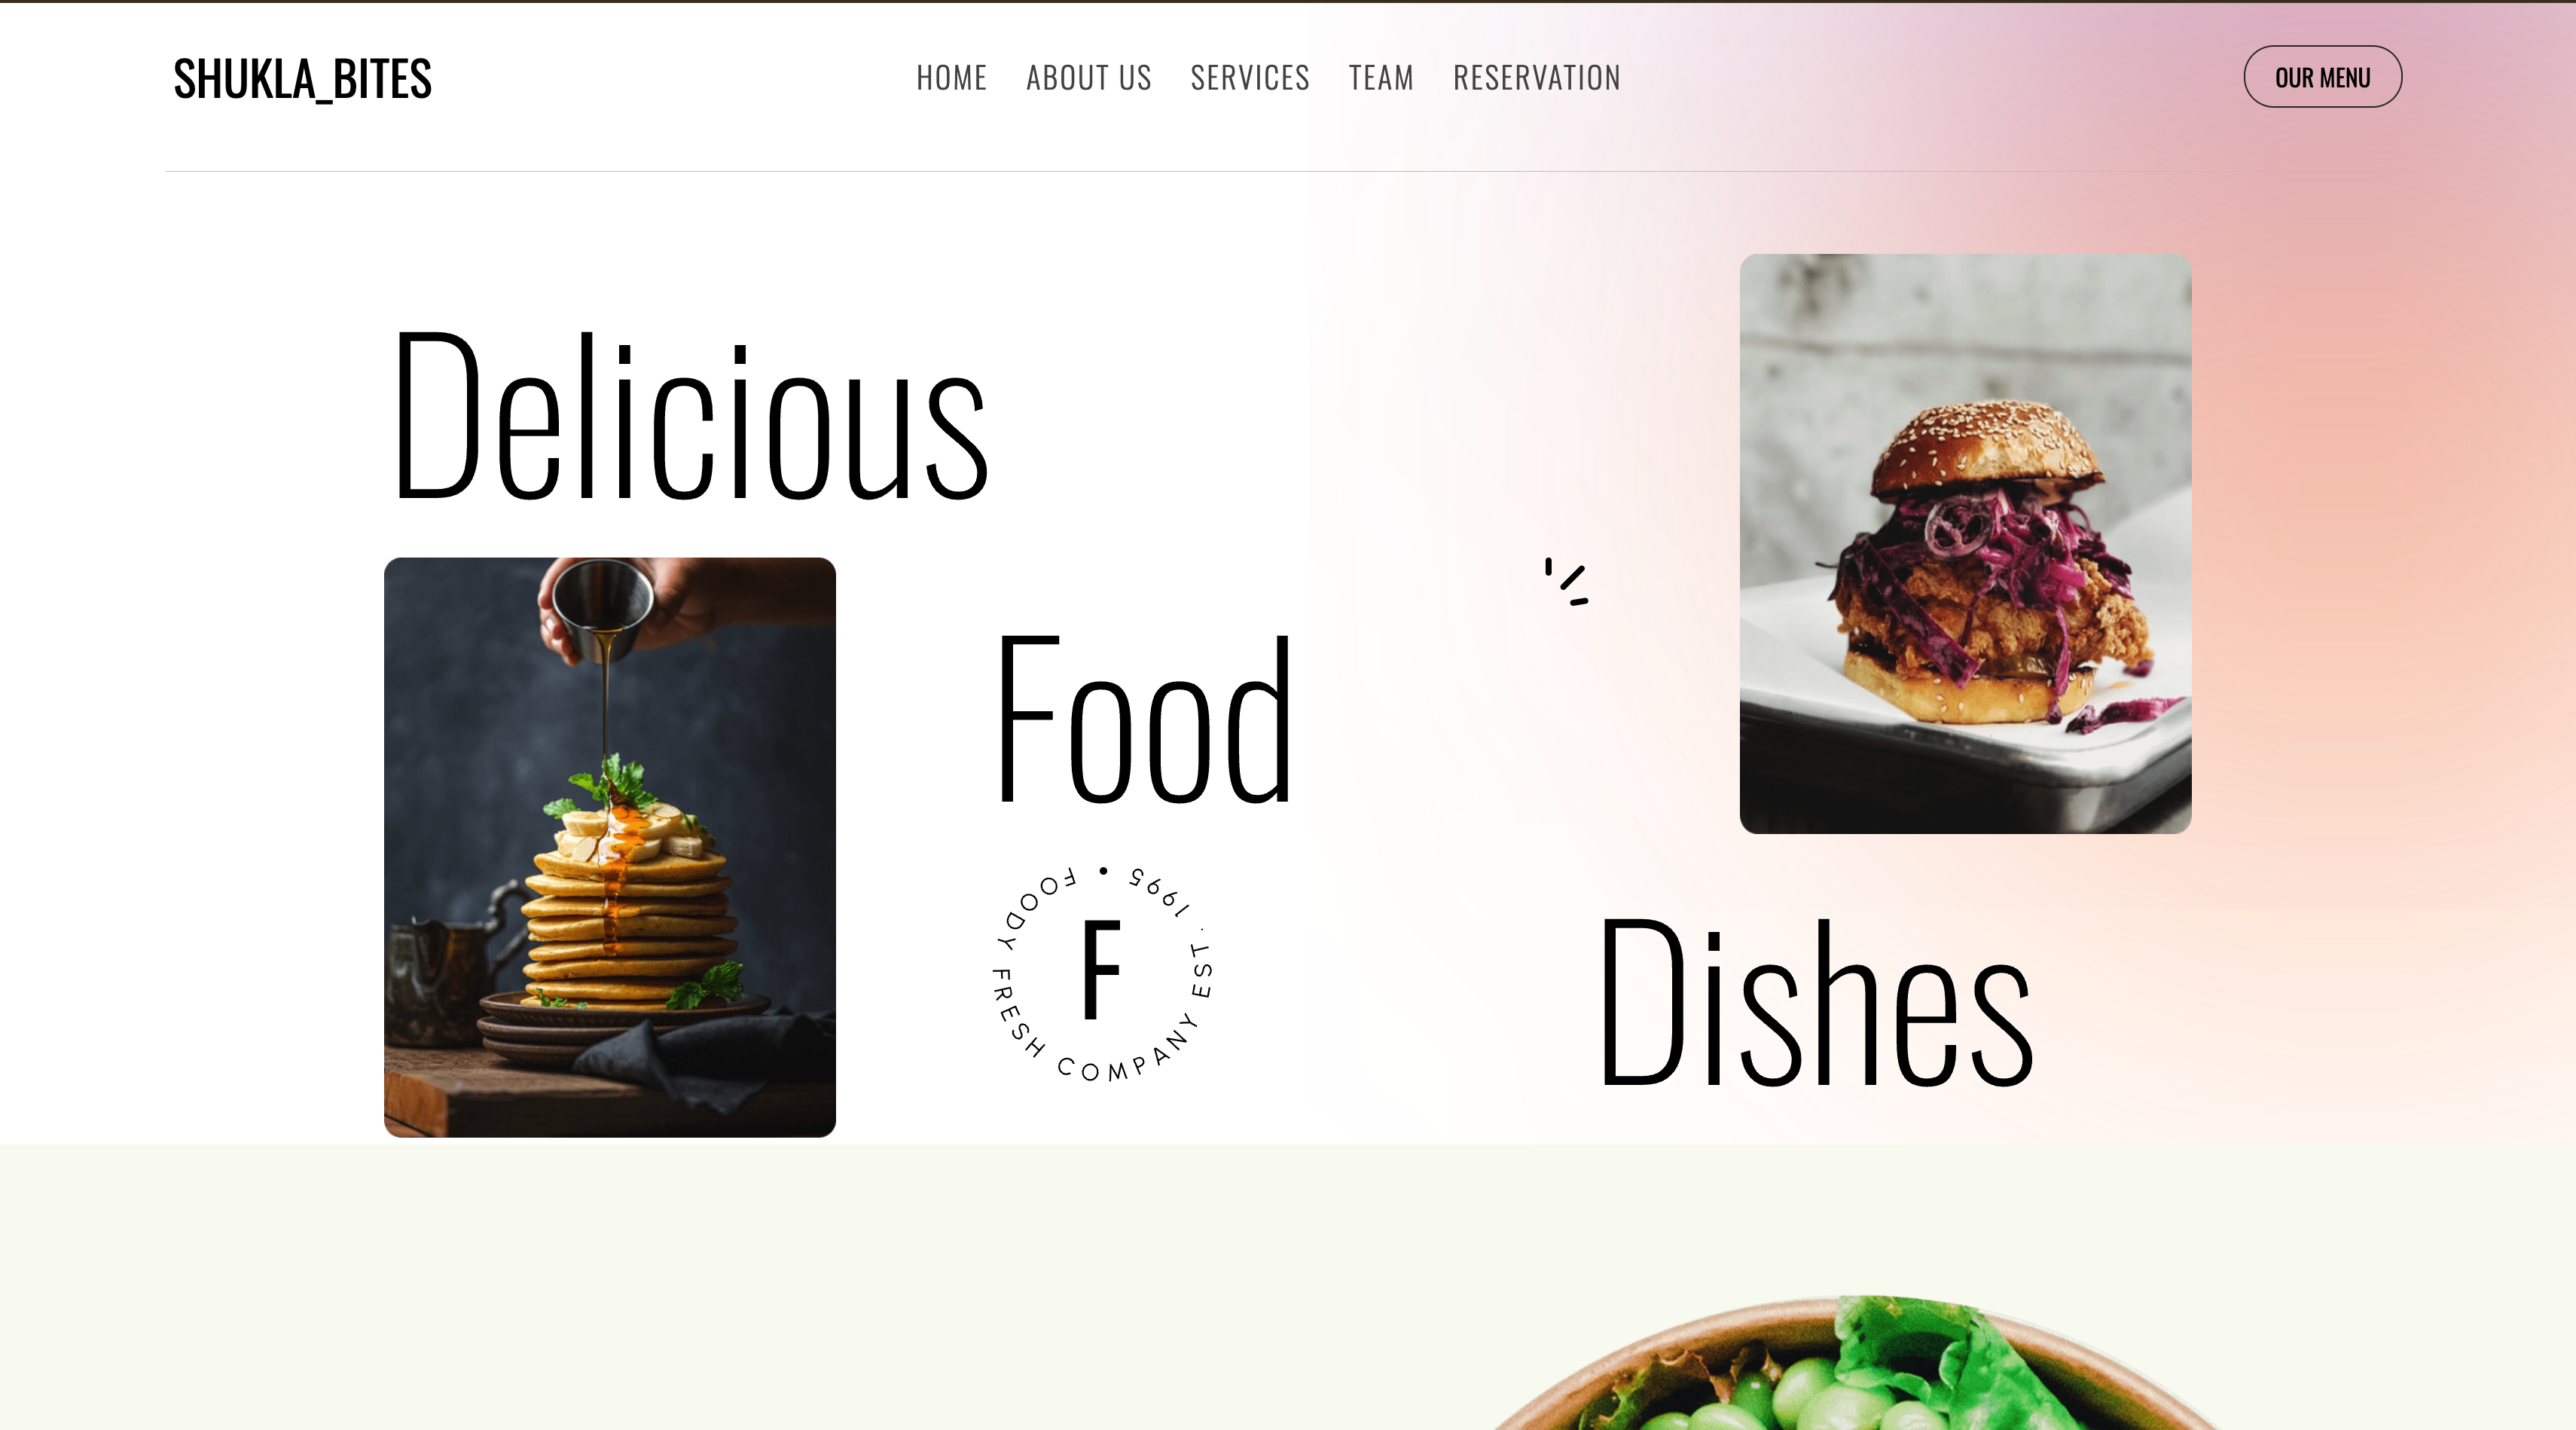 SHUKLA_BITES
HOME
ABOUT US
SERVICES
TEAM
RESERVATION
OUR MENU
Delicious
Food
Dishes
FOODY FRESH COMPANY EST . 1995 •
F